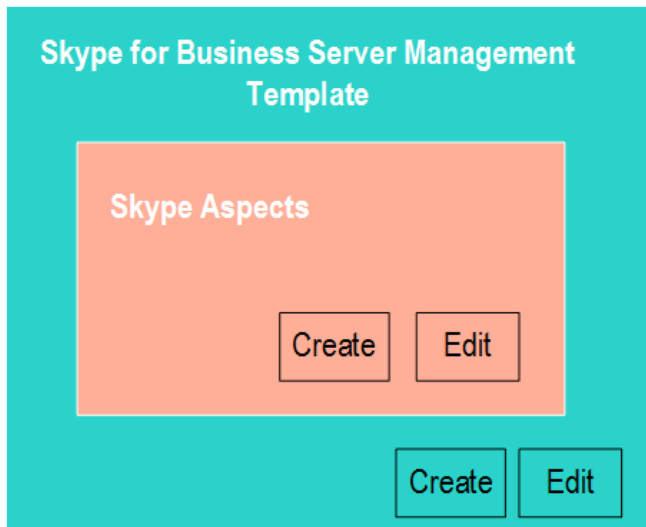 Skype for Business Server Management
Template
Skype Aspects
Create Edit
Create Edit